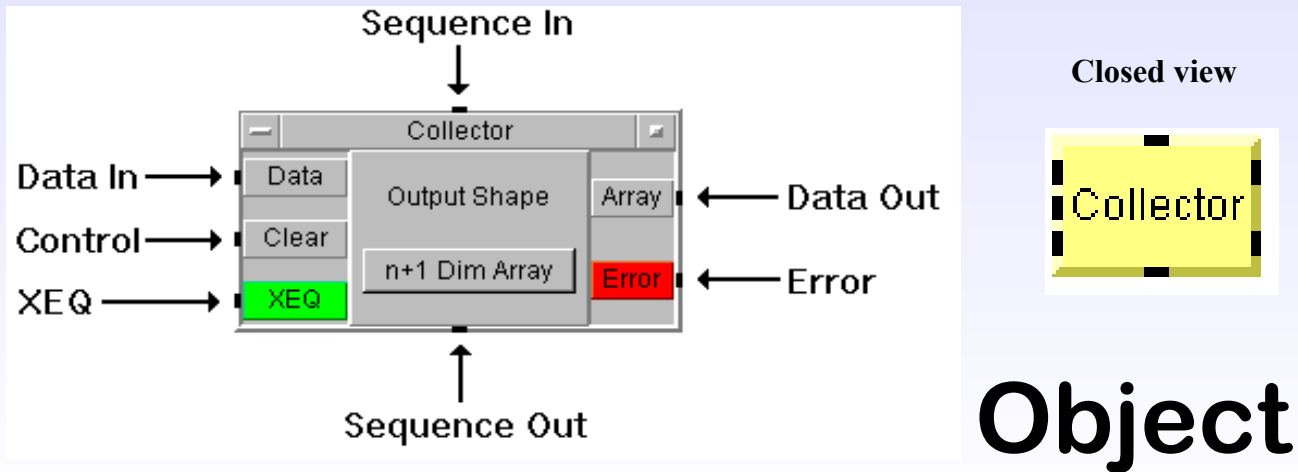 Sequence In
Closed view
Collector
Data In
Data
Output Shape
Array
Data Out
Collector
Control
Clear
n+1 Dim Array
XEQ
XEQ
Error
Error
Sequence Out
Object